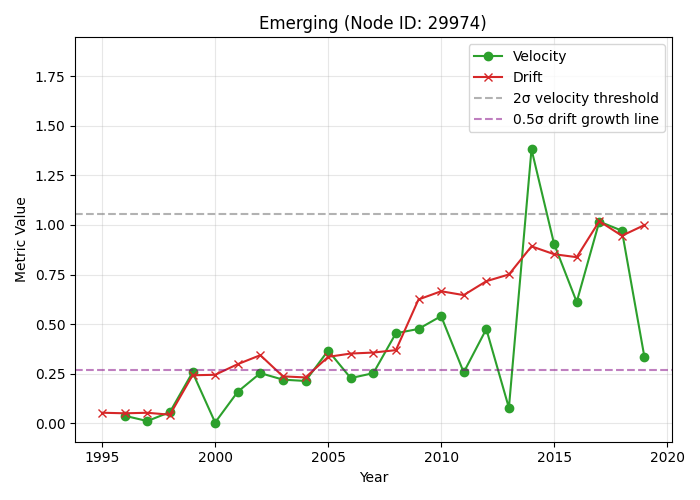 Emerging (Node ID: 29974)
Velocity
Drift
2σ velocity threshold
0.5σ drift growth line
Metric Value
1.75
1.50
1.25
1.00
0.75
0.50
0.25
0.00
1995
2000
2005
2010
2015
2020
Year